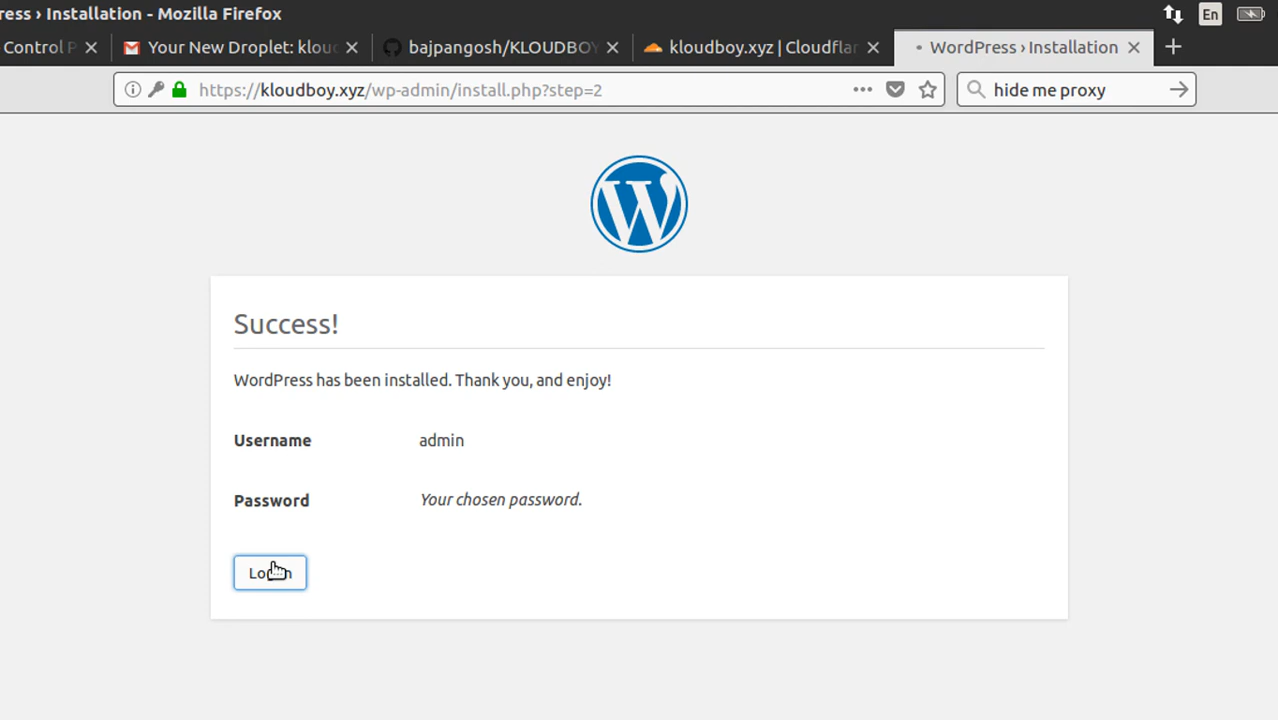 ress › Installation - Mozilla Firefox
En
Control P
Your New Droplet: klou
bajpangosh/KLOUDBOY
kloudboy.xyz | Cloudflar
WordPress › Installation
https://kloudboy.xyz/wp-admin/install.php?step=2
hide me proxy
Success!
WordPress has been installed. Thank you, and enjoy!
Username admin
Password Your chosen password.